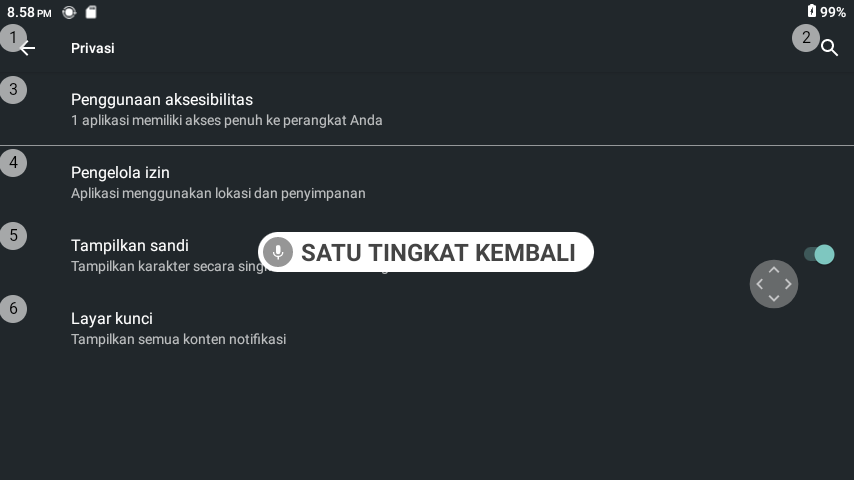 8.58 PM
99%
1
Privasi
2
3
Penggunaan aksesibilitas
1 aplikasi memiliki akses penuh ke perangkat Anda
4
Pengelola izin
Aplikasi menggunakan lokasi dan penyimpanan
5
Tampilkan sandi
SATU TINGKAT KEMBALI
Tampilkan karakter secara
6
Layar kunci
Tampilkan semua konten notifikasi